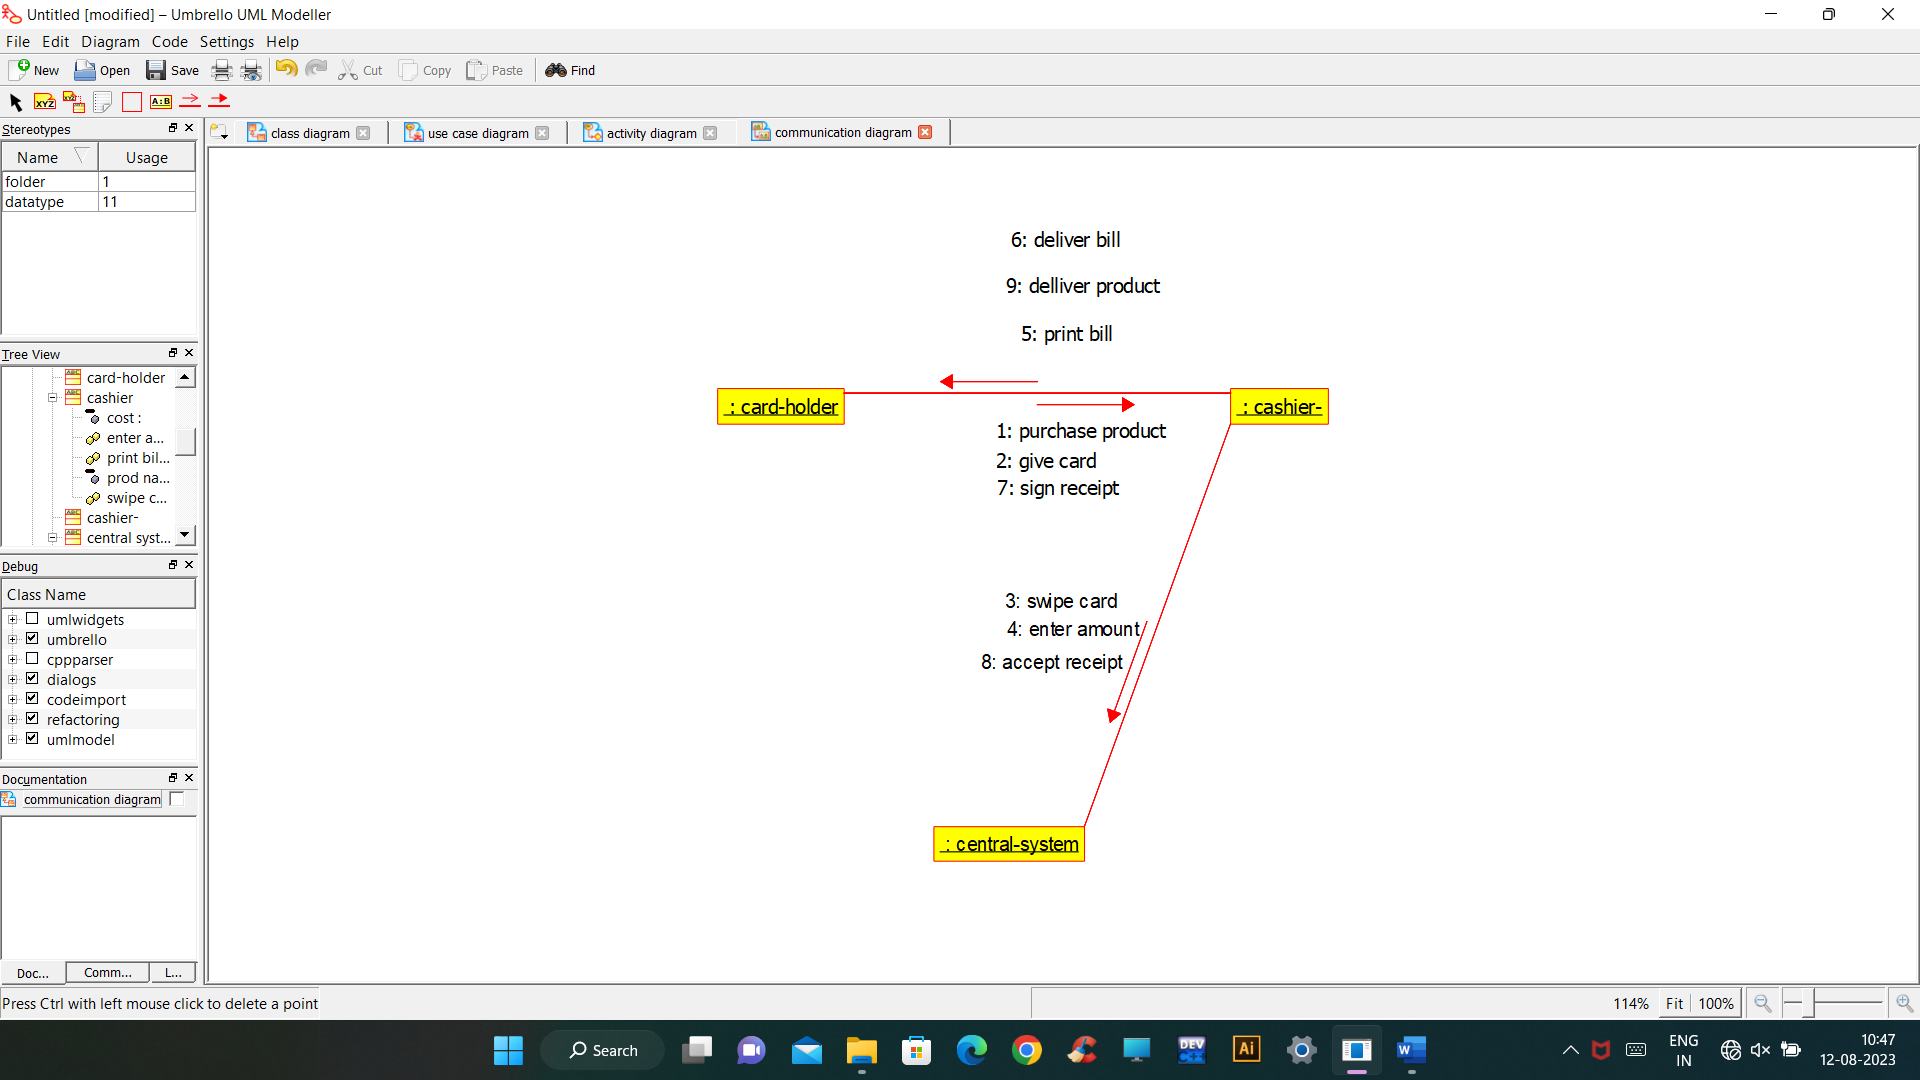 Untitled [modified] – Umbrello UML Modeller
File Edit Diagram Code Settings Help
New Open Save Cut Copy Paste Find
XYZ XYZ A:B
Stereotypes
class diagram use case diagram activity diagram communication diagram
Name Usage
folder 1
datatype 11
Tree View
card-holder
cashier
cost :
enter a...
print bil...
prod na...
swipe c...
cashier-
central syst...
Debug
Class Name
umlwidgets
umbrello
cppparser
dialogs
codeimport
refactoring
umlmodel
Documentation
communication diagram
Doc... Comm... L...
6: deliver bill
9: delliver product
5: print bill
: card-holder
: cashier-
1: purchase product
2: give card
7: sign receipt
3: swipe card
4: enter amount
8: accept receipt
: central-system
Press Ctrl with left mouse click to delete a point
114% Fit 100%
Search
DEV C++
Ai
W
ENG
IN
10:47
12-08-2023